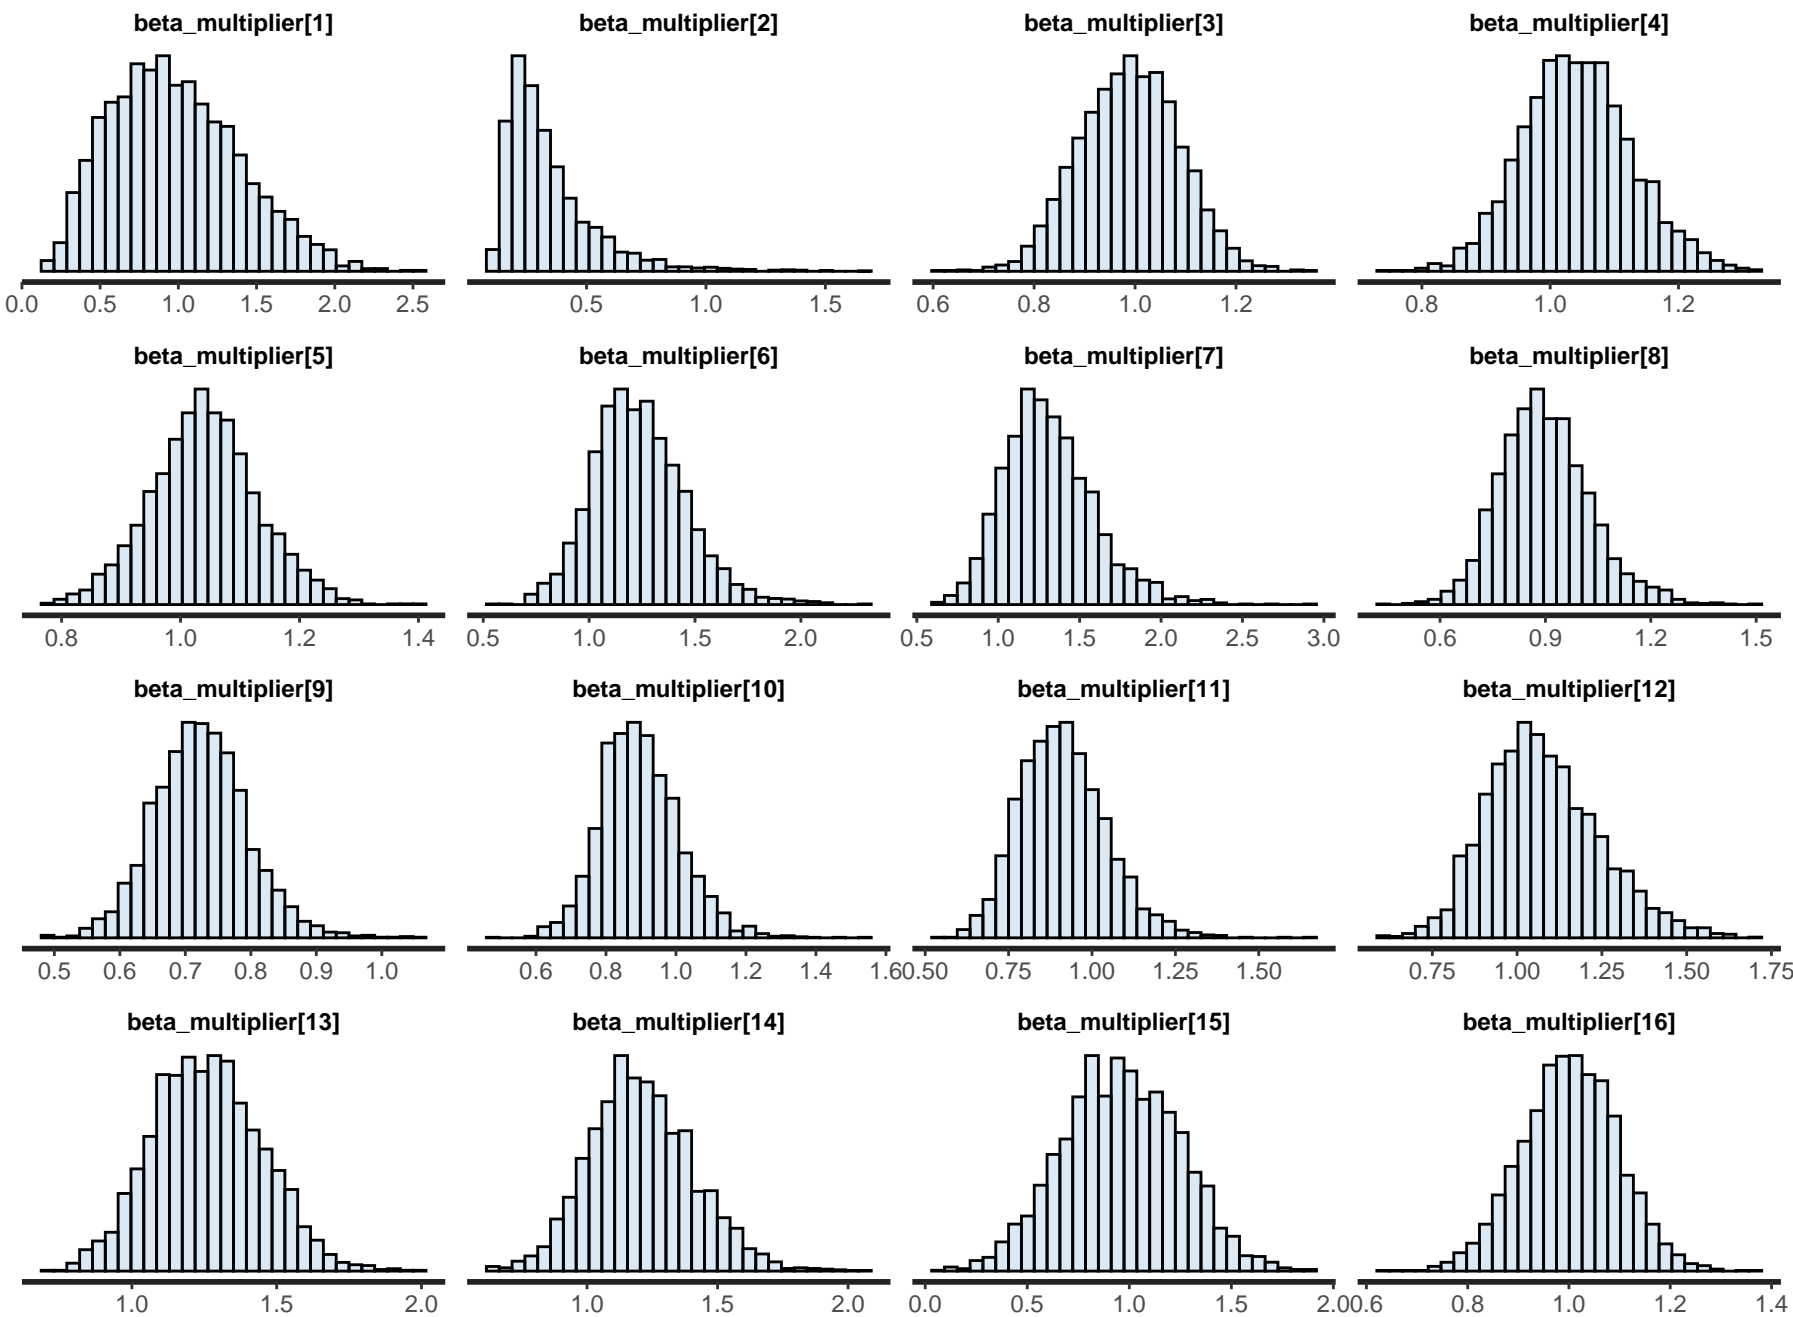 beta_multiplier[1] beta_multiplier[2] beta_multiplier[3] beta_multiplier[4]
0.0 0.5 1.0 1.5 2.0 2.5 0.5 1.0 1.5 0.6 0.8 1.0 1.2 0.8 1.0 1.2
beta_multiplier[5] beta_multiplier[6] beta_multiplier[7] beta_multiplier[8]
0.8 1.0 1.2 1.4 0.5 1.0 1.5 2.0 0.5 1.0 1.5 2.0 2.5 3.0 0.6 0.9 1.2 1.5
beta_multiplier[9] beta_multiplier[10] beta_multiplier[11] beta_multiplier[12]
0.5 0.6 0.7 0.8 0.9 1.0 0.6 0.8 1.0 1.2 1.4 1.6 0.50 0.75 1.00 1.25 1.50 0.75 1.00 1.25 1.50 1.75
beta_multiplier[13] beta_multiplier[14] beta_multiplier[15] beta_multiplier[16]
1.0 1.5 2.0 1.0 1.5 2.0 0.0 0.5 1.0 1.5 2.0 0.6 0.8 1.0 1.2 1.4